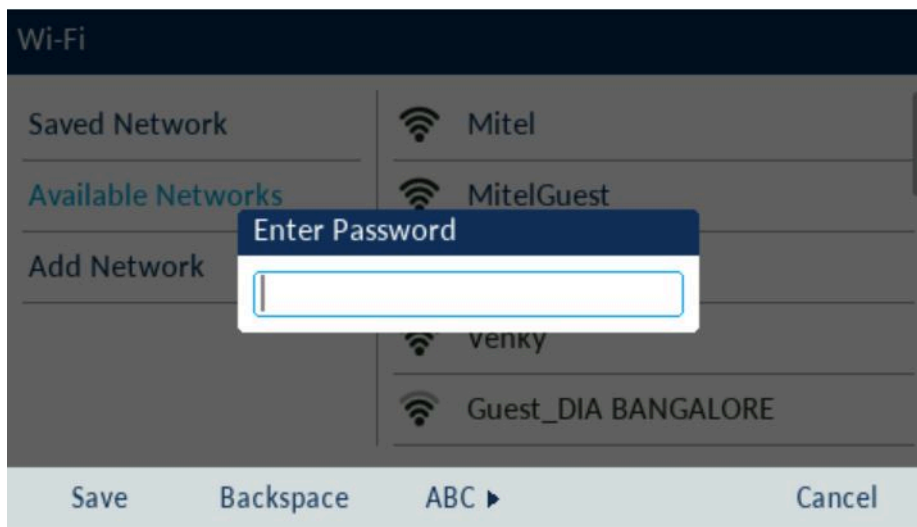 Wi-Fi
Saved Network
Available Networks
Add Network
Mitel
MitelGuest
Venky
Guest_DIA BANGALORE
Enter Password
Save Backspace ABC ▶ Cancel